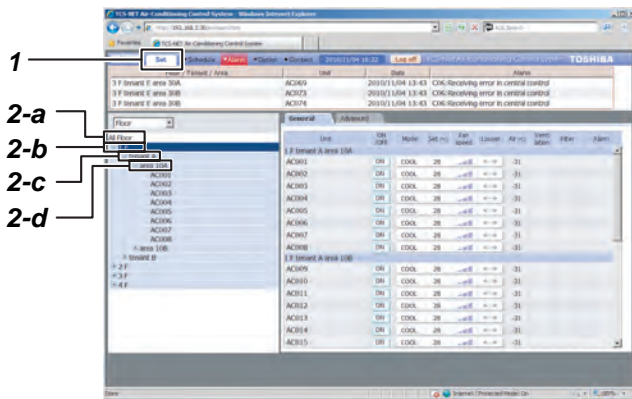 TCS-NET Air-Conditioning Control System - Windows Internet Explorer
Favorites TCS-NET Air-Conditioning Control System
1
Set Schedule Alarm Option Contact 2010/11/04 16:22 Log off TOSHIBA
Floor / Tenant / Area Unit Date Alarm
3 F tenant E area 30A AC069 2010/11/04 13:43 C06:Receiving error in central control
3 F tenant E area 30B AC073 2010/11/04 13:43 C06:Receiving error in central control
3 F tenant E area 30B AC074 2010/11/04 13:43 C06:Receiving error in central control
2-a
2-b
2-c
2-d
Floor
All Floor
1 F
tenant A
area 10A
AC001
AC002
AC003
AC004
AC005
AC006
AC007
AC008
area 10B
tenant B
2 F
3 F
4 F
General Advanced
Unit ON /OFF Mode Set (°C) Fan speed Louver Air (°C) Venti lation Filter Alarm
1 F tenant A area 10A
AC001 ON COOL 28 -31
AC002 ON COOL 28 -31
AC003 ON COOL 28 -31
AC004 ON COOL 28 -31
AC005 ON COOL 28 -31
AC006 ON COOL 28 -31
AC007 ON COOL 28 -31
AC008 ON COOL 28 -31
1 F tenant A area 10B
AC009 ON COOL 28 -31
AC010 ON COOL 28 -31
AC011 ON COOL 28 -31
AC012 ON COOL 28 -31
AC013 ON COOL 28 -31
AC014 ON COOL 28 -31
AC015 ON COOL 28 -31
Done Internet | Protected Mode: On